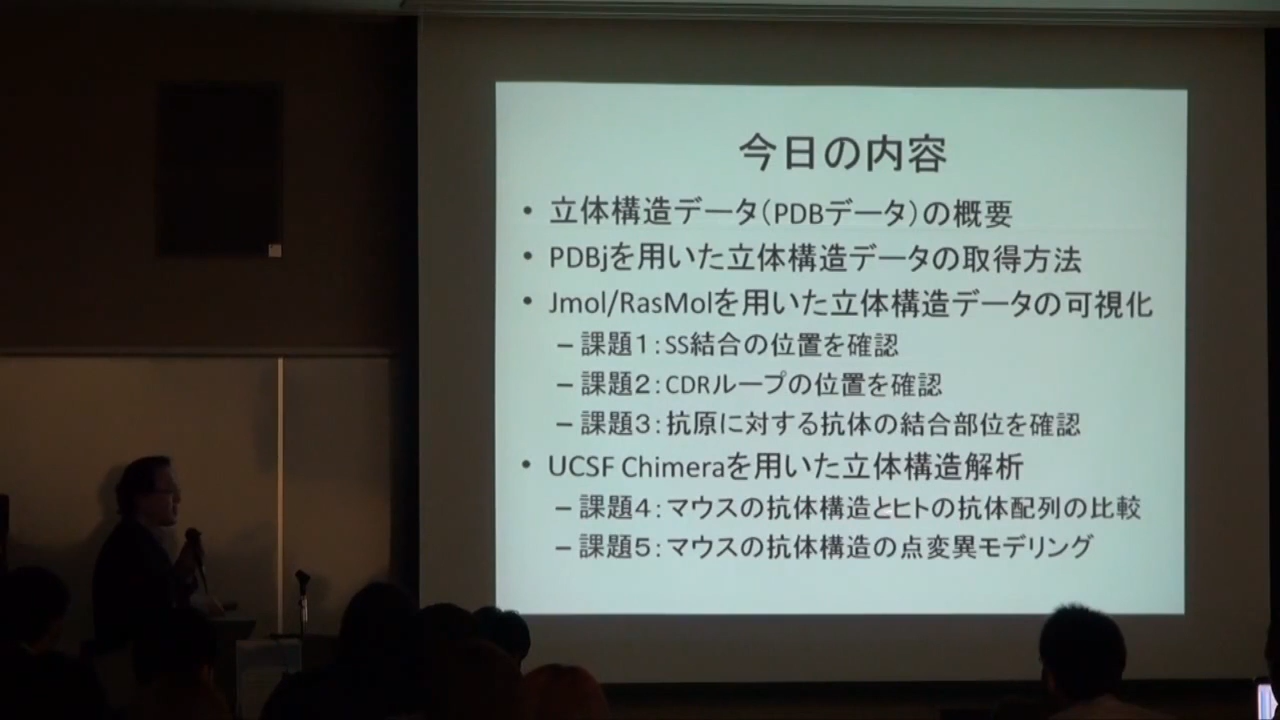 今日の内容
• 立体構造データ(PDBデータ)の概要
• PDBjを用いた立体構造データの取得方法
• Jmol/RasMolを用いた立体構造データの可視化
– 課題1:SS結合の位置を確認
– 課題2:CDRループの位置を確認
– 課題3:抗原に対する抗体の結合部位を確認
• UCSF Chimeraを用いた立体構造解析
– 課題4:マウスの抗体構造とヒトの抗体配列の比較
– 課題5:マウスの抗体構造の点変異モデリング